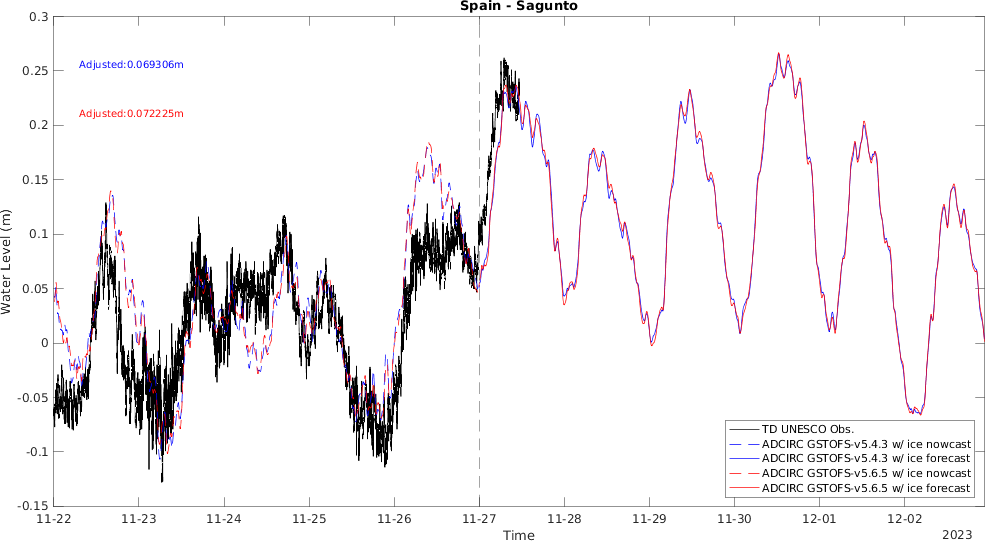 Spain - Sagunto
0.3
0.25
0.2
0.15
0.1
0.05
0
-0.05
-0.1
-0.15
Water Level (m)
Adjusted:0.069306m
Adjusted:0.072225m
TD UNESCO Obs.
ADCIRC GSTOFS-v5.4.3 w/ ice nowcast
ADCIRC GSTOFS-v5.4.3 w/ ice forecast
ADCIRC GSTOFS-v5.6.5 w/ ice nowcast
ADCIRC GSTOFS-v5.6.5 w/ ice forecast
11-22 11-23 11-24 11-25 11-26 11-27 11-28 11-29 11-30 12-01 12-02
Time
2023